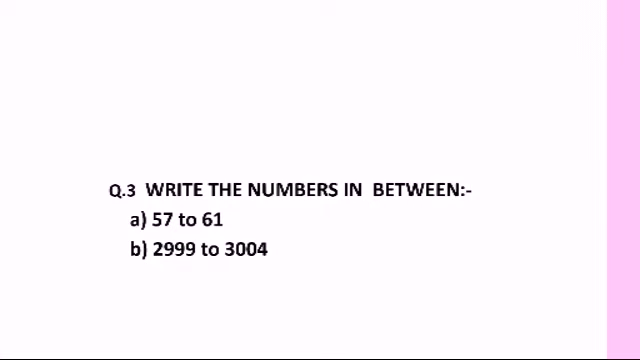 Q.3 WRITE THE NUMBERS IN BETWEEN:-
a) 57 to 61
b) 2999 to 3004